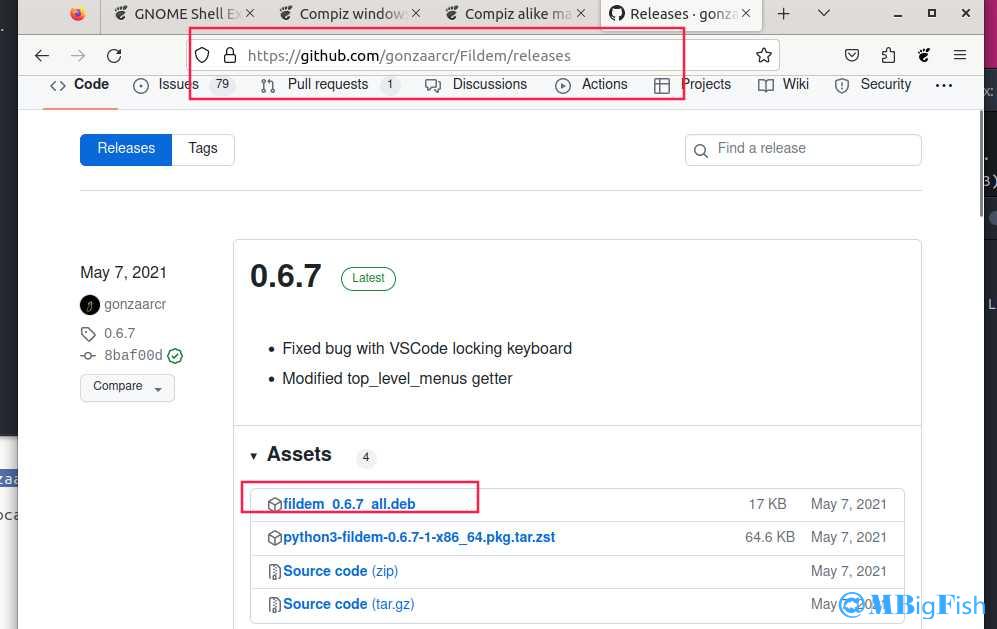 GNOME Shell Ex
Compiz window
Compiz alike ma
Releases · gonza
https://github.com/gonzaarcr/Fildem/releases
Code
Issues 79
Pull requests 1
Discussions
Actions
Projects
Wiki
Security
Releases
Tags
Find a release
May 7, 2021
gonzaarcr
0.6.7
8baf00d
Compare
0.6.7
Latest
• Fixed bug with VSCode locking keyboard
• Modified top_level_menus getter
Assets 4
fildem_0.6.7_all.deb 17 KB May 7, 2021
python3-fildem-0.6.7-1-x86_64.pkg.tar.zst 64.6 KB May 7, 2021
Source code (zip) May 7, 2021
Source code (tar.gz) May 7, 2021
@MBigFish